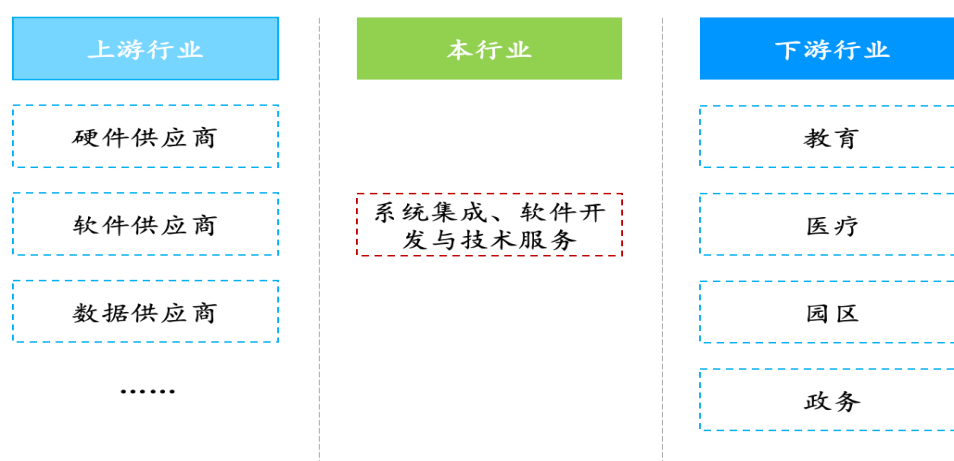 上游行业
硬件供应商
软件供应商
数据供应商
……
本行业
系统集成、软件开
发与技术服务
下游行业
教育
医疗
园区
政务